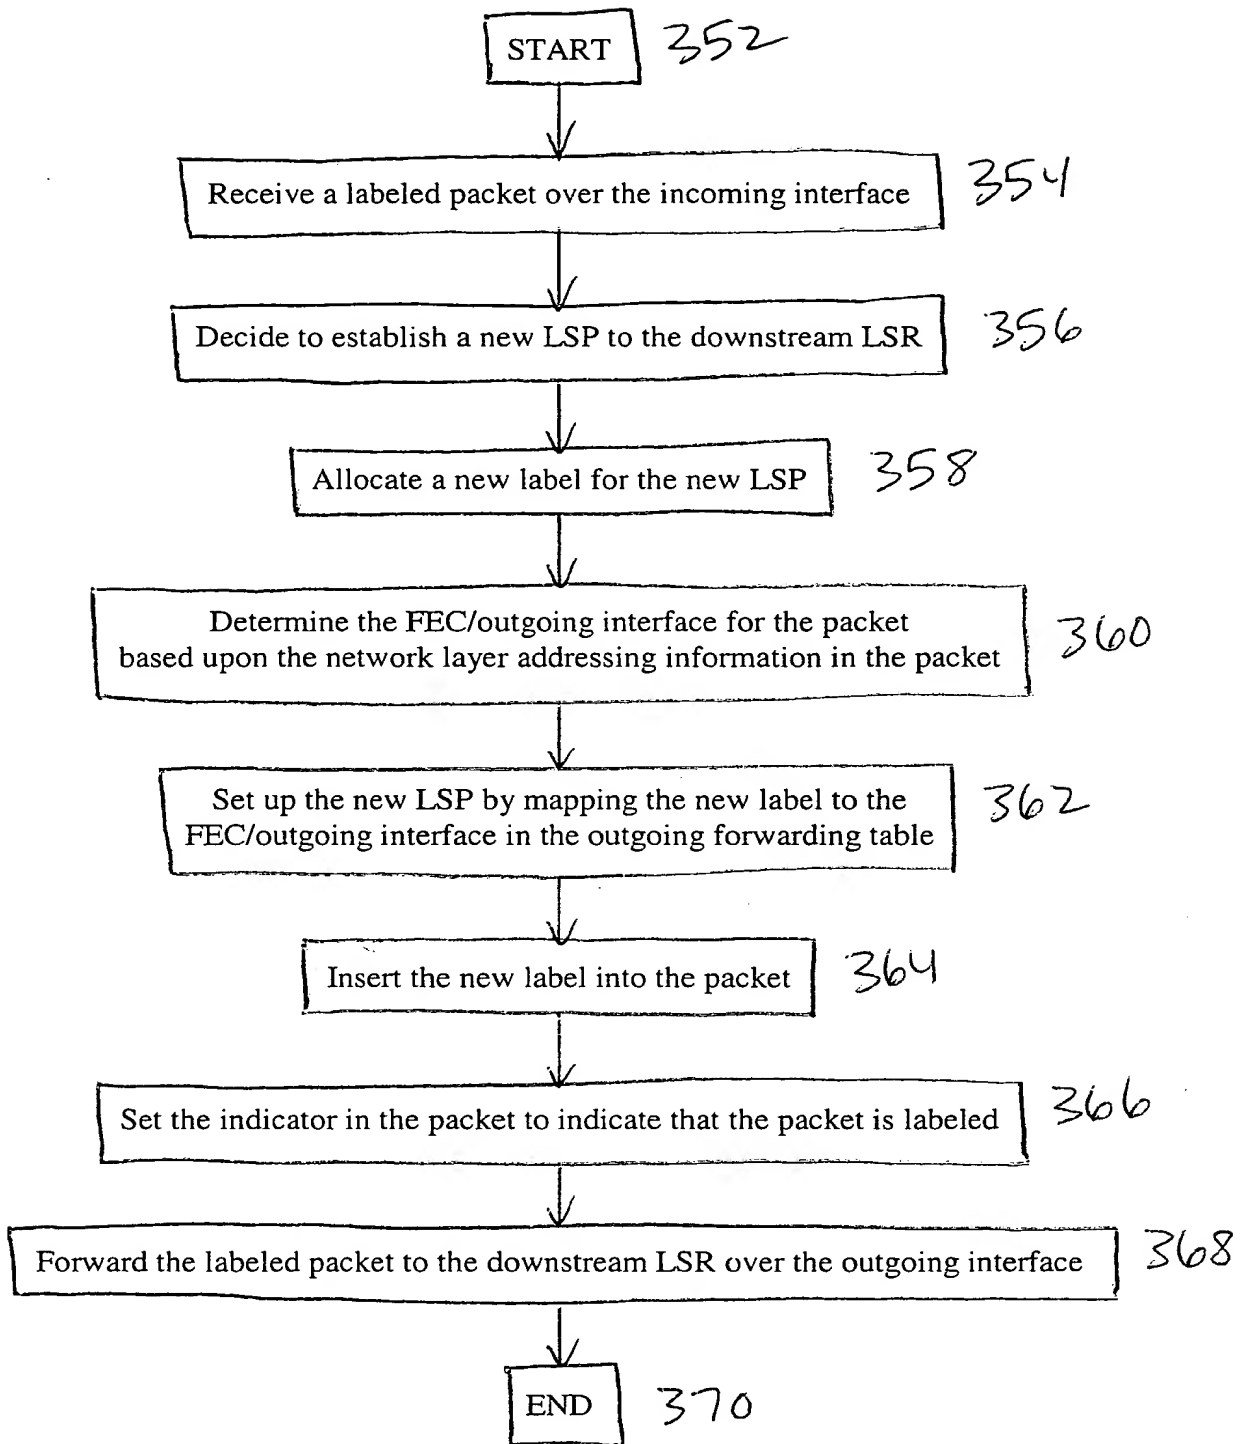 START 352
Receive a labeled packet over the incoming interface 354
Decide to establish a new LSP to the downstream LSR 356
Allocate a new label for the new LSP 358
Determine the FEC/outgoing interface for the packet
based upon the network layer addressing information in the packet 360
Set up the new LSP by mapping the new label to the 362
FEC/outgoing interface in the outgoing forwarding table
Insert the new label into the packet 364
Set the indicator in the packet to indicate that the packet is labeled 366
Forward the labeled packet to the downstream LSR over the outgoing interface 368
END 370